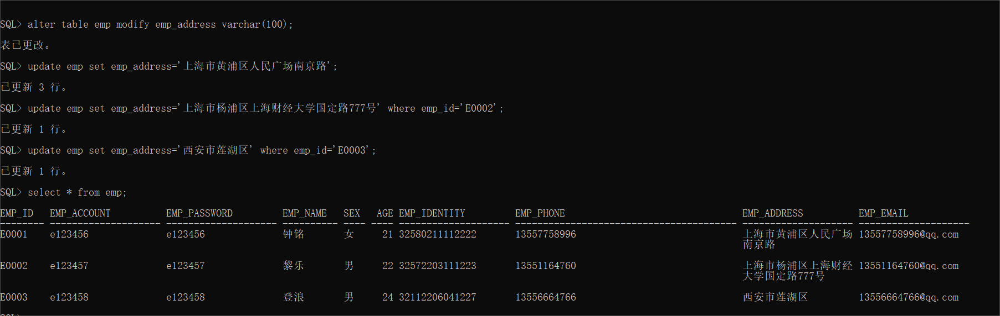 SQL> alter table emp modify emp_address varchar(100);
表已更改。
SQL> update emp set emp_address='上海市黄浦区人民广场南京路';
已更新 3 行。
SQL> update emp set emp_address='上海市杨浦区上海财经大学国定路777号' where emp_id='E0002';
已更新 1 行。
SQL> update emp set emp_address='西安市莲湖区' where emp_id='E0003';
已更新 1 行。
SQL> select * from emp;
EMP_ID EMP_ACCOUNT EMP_PASSWORD EMP_NAME SEX AGE EMP_IDENTITY EMP_PHONE EMP_ADDRESS EMP_EMAIL
-------- -------------------- -------------------- ---------- ---- ---- -------------------- ---------------------------------------- -------------------- --------------------
E0001 e123456 e123456 钟铭 女 21 32580211112222 13557758996 上海市黄浦区人民广场 13557758996@qq.com
南京路
E0002 e123457 e123457 黎乐 男 22 32572203111223 13551164760 上海市杨浦区上海财经 13551164760@qq.com
大学国定路777号
E0003 e123458 e123458 登浪 男 24 32112206041227 13556664766 西安市莲湖区 13556664766@qq.com
SQL>